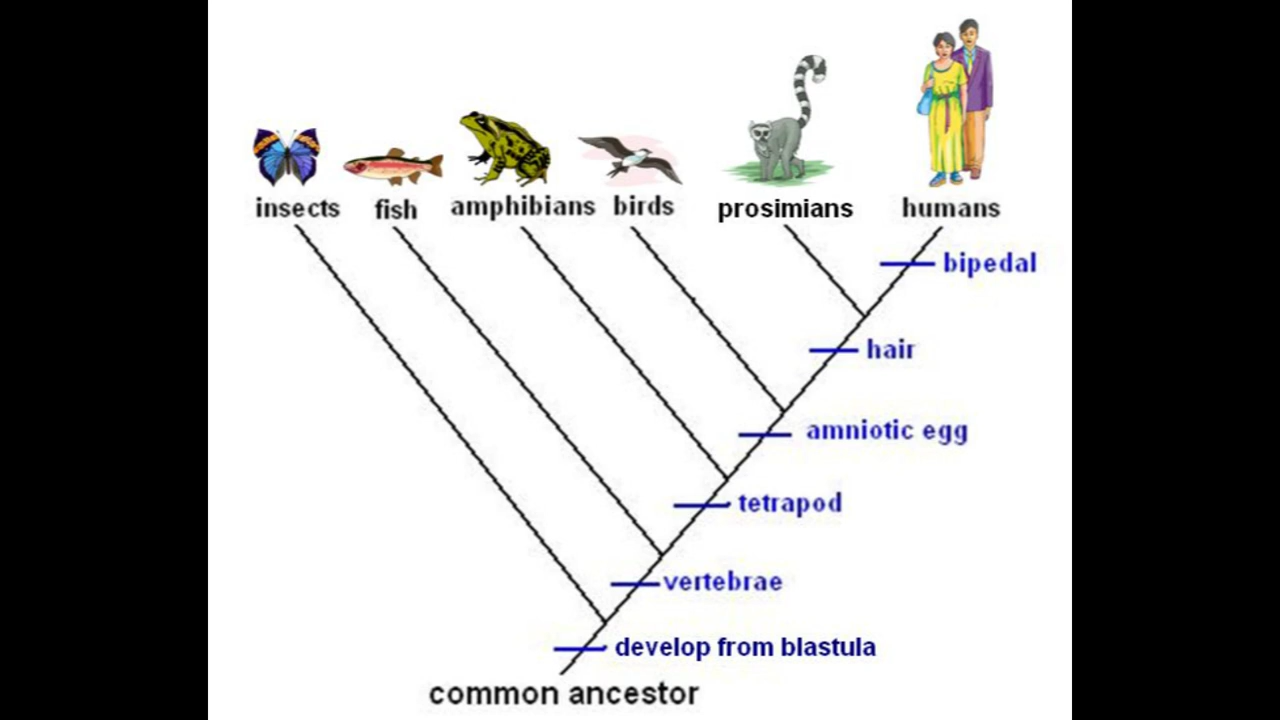 insects fish amphibians birds prosimians humans
bipedal
hair
amniotic egg
tetrapod
vertebrae
develop from blastula
common ancestor